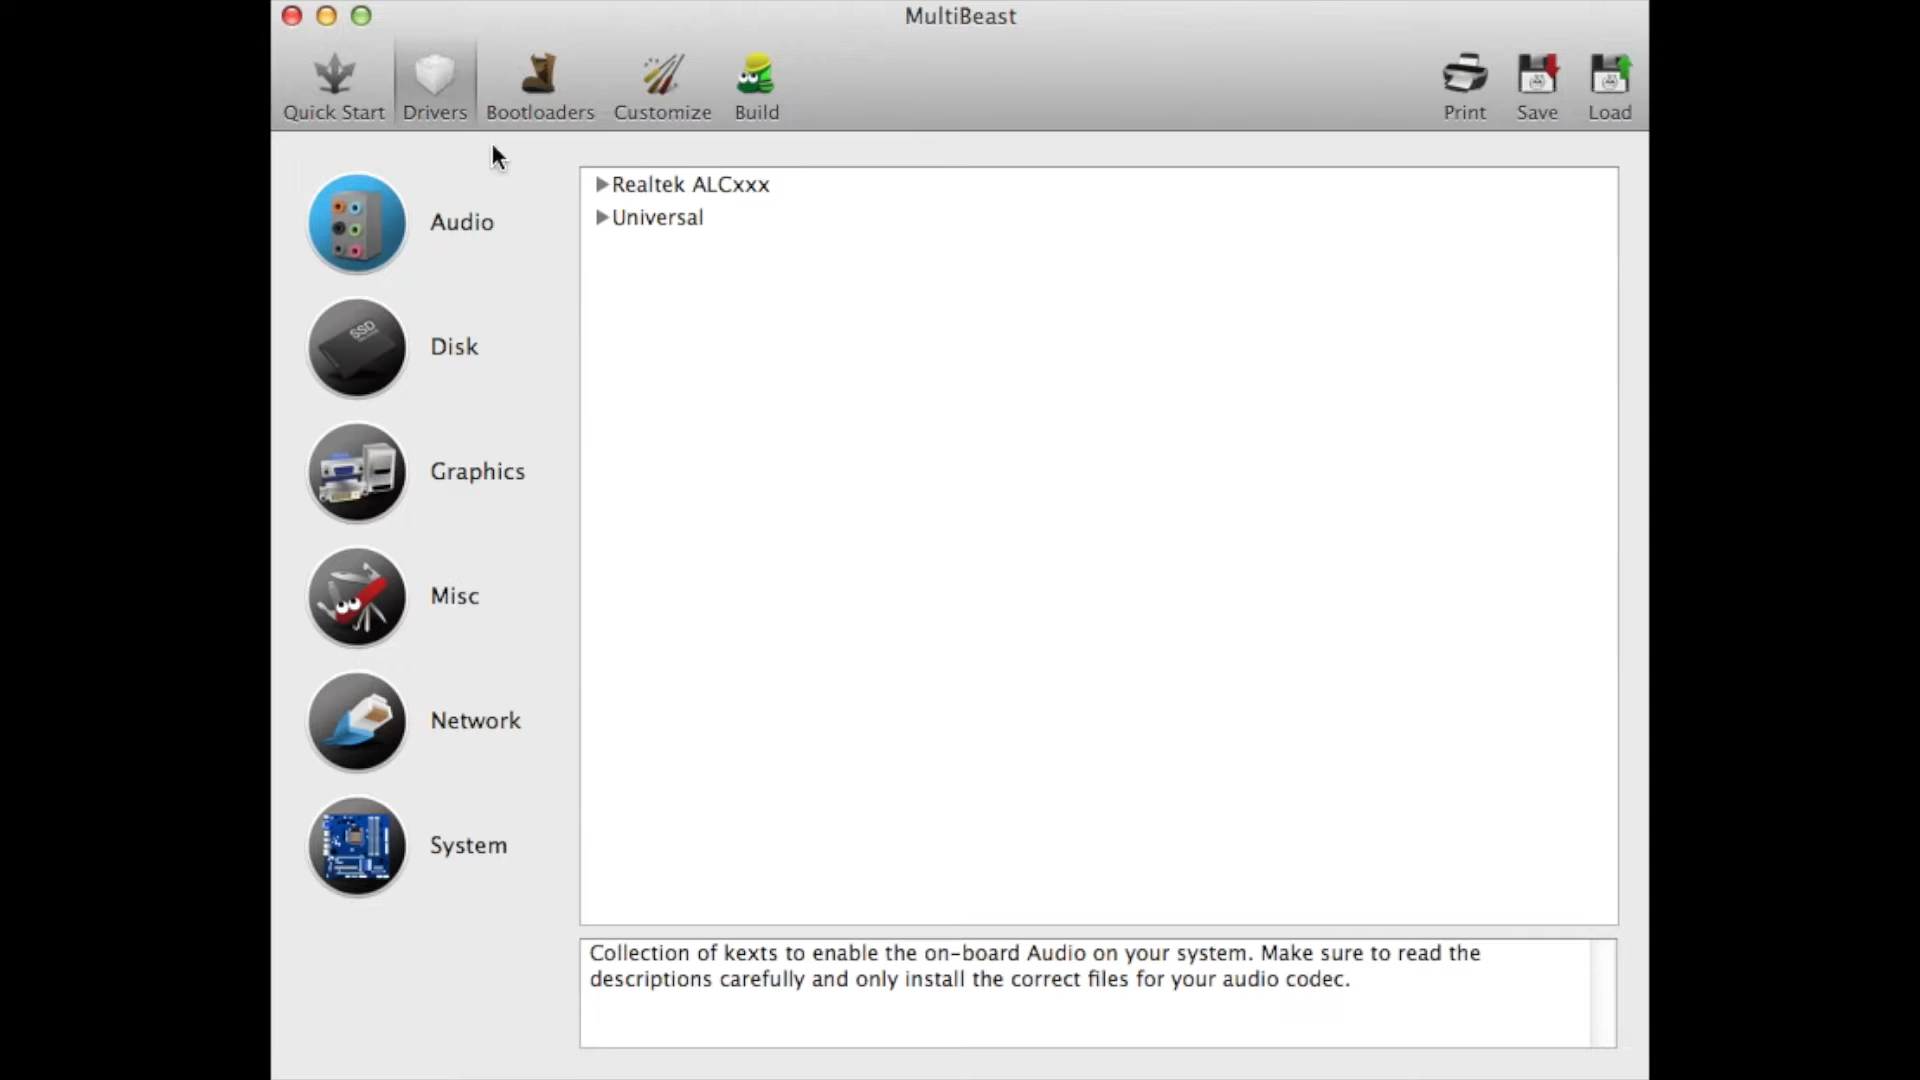 MultiBeast
Quick Start
Drivers
Bootloaders
Customize
Build
Print
Save
Load
Audio
Disk
Graphics
Misc
Network
System
Realtek ALCxxx
Universal
Collection of kexts to enable the on-board Audio on your system. Make sure to read the
descriptions carefully and only install the correct files for your audio codec.
SSD